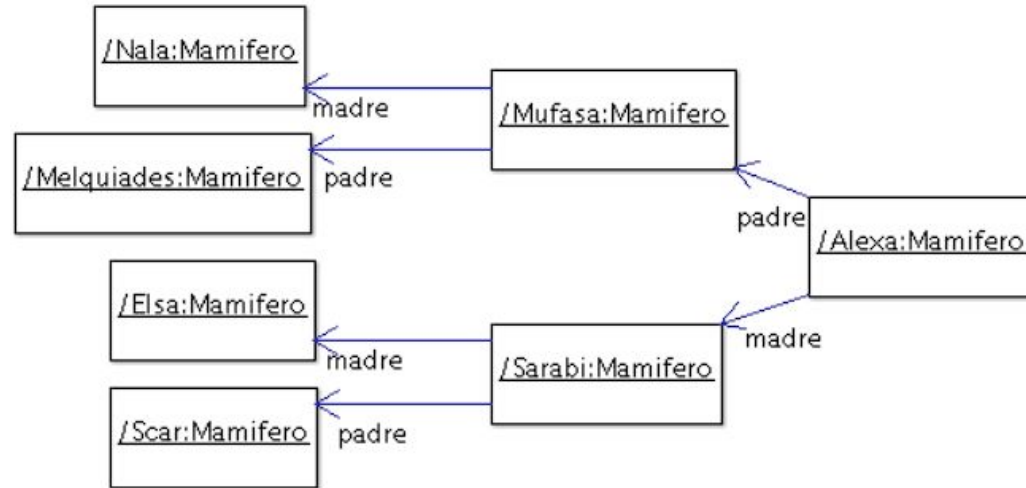 /Nala:Mamifero
madre
/Mufasa:Mamifero
/Melquiades:Mamifero
padre
padre
/Alexa:Mamifero
/Elsa:Mamifero
madre
madre
/Sarabi:Mamifero
/Scar:Mamifero
padre